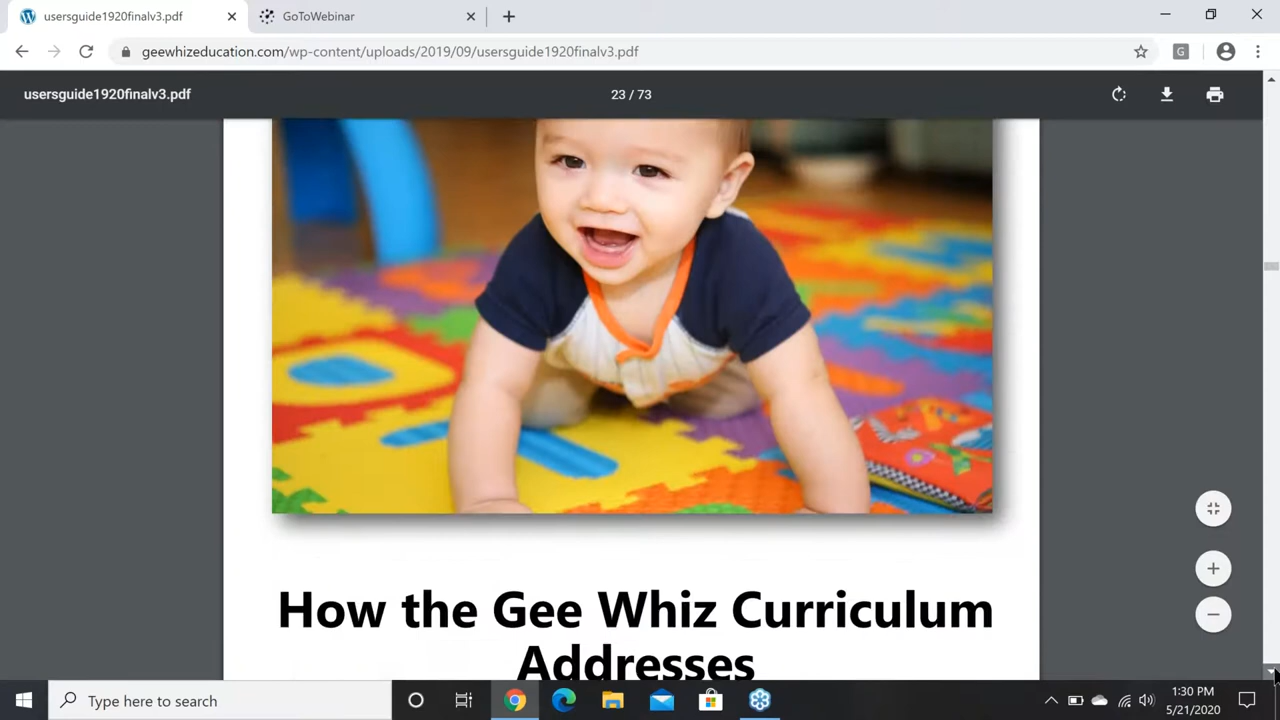 usersguide1920finalv3.pdf
GoToWebinar
geewhizeducation.com/wp-content/uploads/2019/09/usersguide1920finalv3.pdf
G
usersguide1920finalv3.pdf
23 / 73
How the Gee Whiz Curriculum
Addresses
Type here to search
1:30 PM
5/21/2020